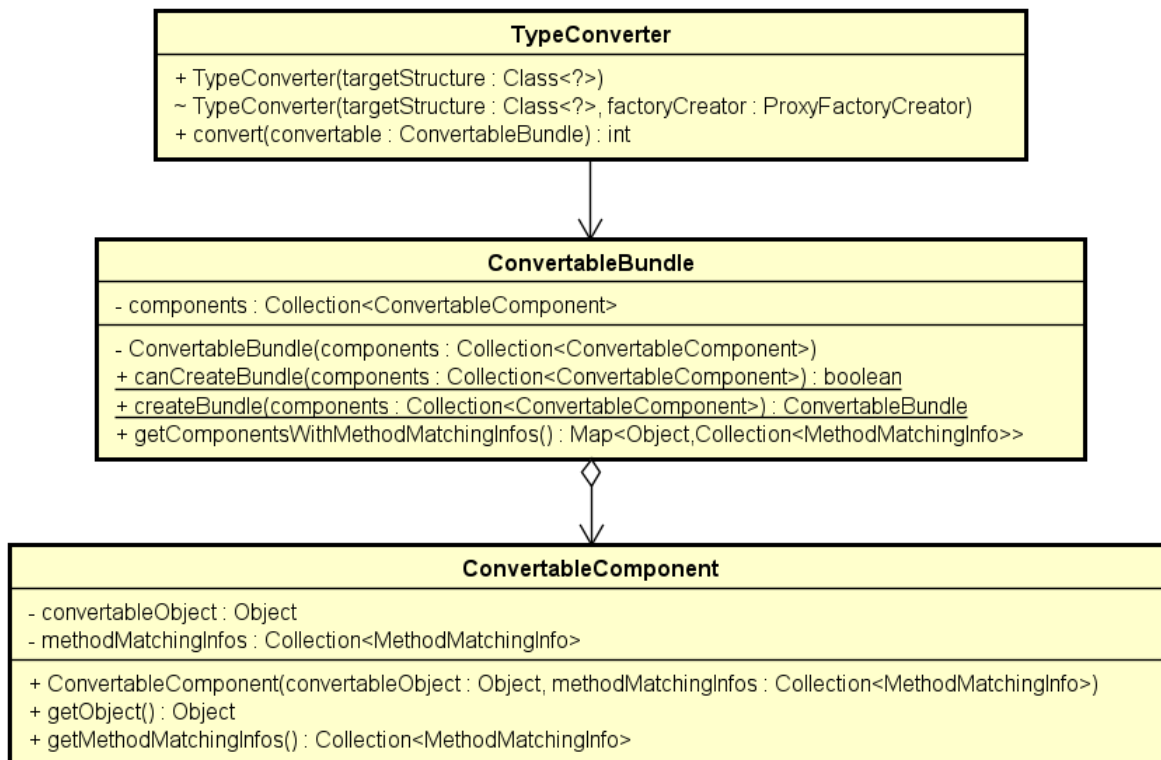 TypeConverter
+ TypeConverter(targetStructure : Class<?>)
~ TypeConverter(targetStructure : Class<?>, factoryCreator : ProxyFactoryCreator)
+ convert(convertable : ConvertableBundle) : int
ConvertableBundle
- components : Collection<ConvertableComponent>
- ConvertableBundle(components : Collection<ConvertableComponent>)
+ canCreateBundle(components : Collection<ConvertableComponent>) : boolean
+ createBundle(components : Collection<ConvertableComponent>) : ConvertableBundle
+ getComponentsWithMethodMatchingInfos() : Map<Object,Collection<MethodMatchingInfo>>
ConvertableComponent
- convertableObject : Object
- methodMatchingInfos : Collection<MethodMatchingInfo>
+ ConvertableComponent(convertableObject : Object, methodMatchingInfos : Collection<MethodMatchingInfo>)
+ getObject() : Object
+ getMethodMatchingInfos() : Collection<MethodMatchingInfo>